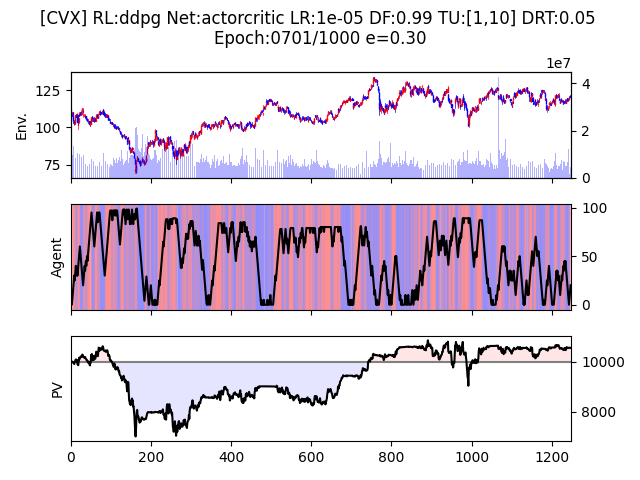 [CVX] RL:ddpg Net:actorcritic LR:1e-05 DF:0.99 TU:[1,10] DRT:0.05
Epoch:0701/1000 e=0.30
1e7
125
100
75
Env.
4
2
0
Agent
100
50
0
PV
10000
8000
0 200 400 600 800 1000 1200